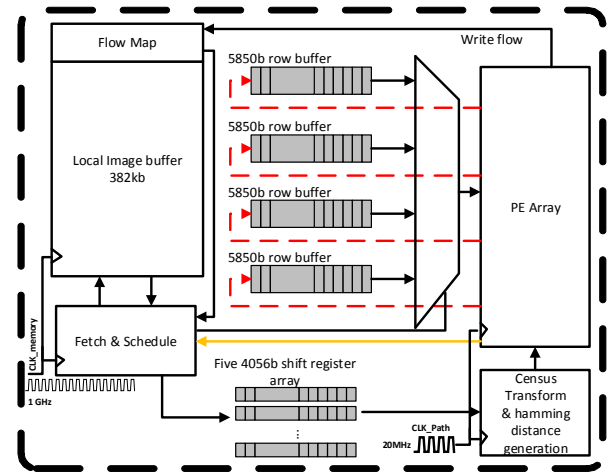 Flow Map
Write flow
5850b row buffer
5850b row buffer
Local Image buffer
382kb
5850b row buffer
PE Array
5850b row buffer
CLK_memory
Fetch & Schedule
1 GHz
Five 4056b shift register
array
...
CLK_Path
20MHz
Census
Transform
& hamming
distance
generation